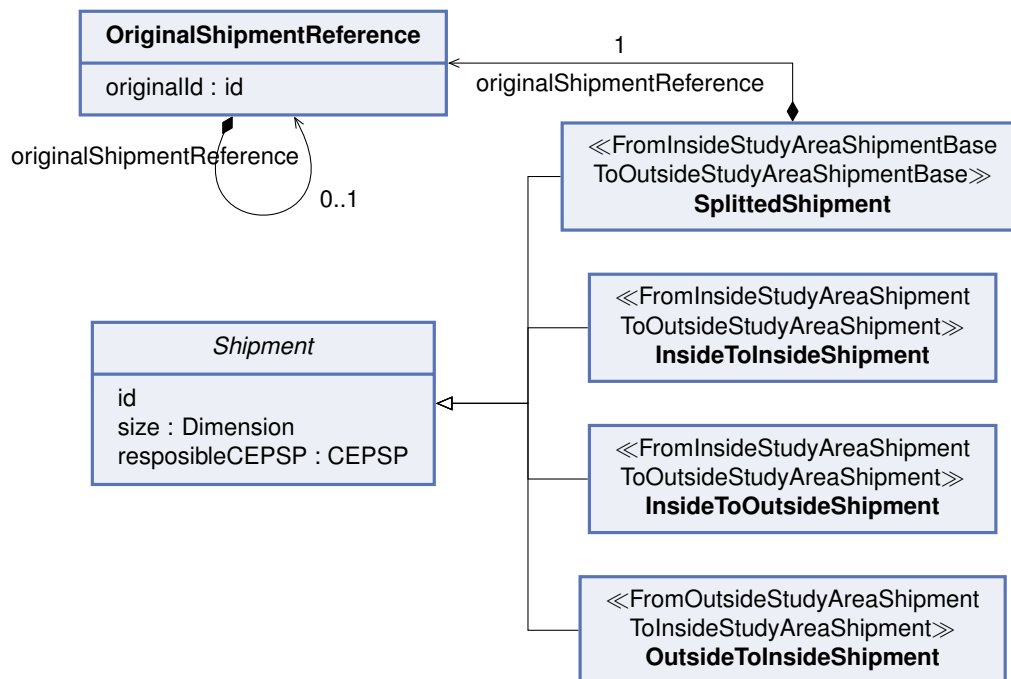 OriginalShipmentReference
originalId : id
originalShipmentReference
0..1
1
originalShipmentReference
≪FromInsideStudyAreaShipmentBase
ToOutsideStudyAreaShipmentBase≫
SplittedShipment
≪FromInsideStudyAreaShipment
ToOutsideStudyAreaShipment≫
InsideToInsideShipment
Shipment
id
size : Dimension
resposibleCEPSP : CEPSP
≪FromInsideStudyAreaShipment
ToOutsideStudyAreaShipment≫
InsideToOutsideShipment
≪FromOutsideStudyAreaShipment
ToInsideStudyAreaShipment≫
OutsideToInsideShipment